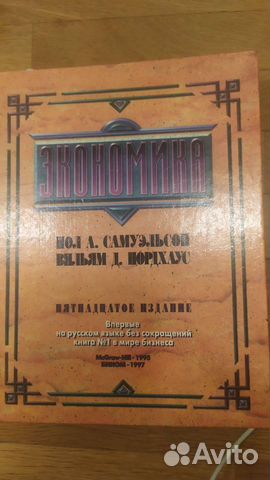 ЭКОНОМИКА
ПОЛ А. САМУЭЛЬСОН
ВИЛЬЯМ Д. НОРДХАУС
ПЯТНАДЦАТОЕ ИЗДАНИЕ
Впервые
на русском языке без сокращений
книга №1 в мире бизнеса
McGraw-Hill • 1995
БИНОМ • 1997
Avito